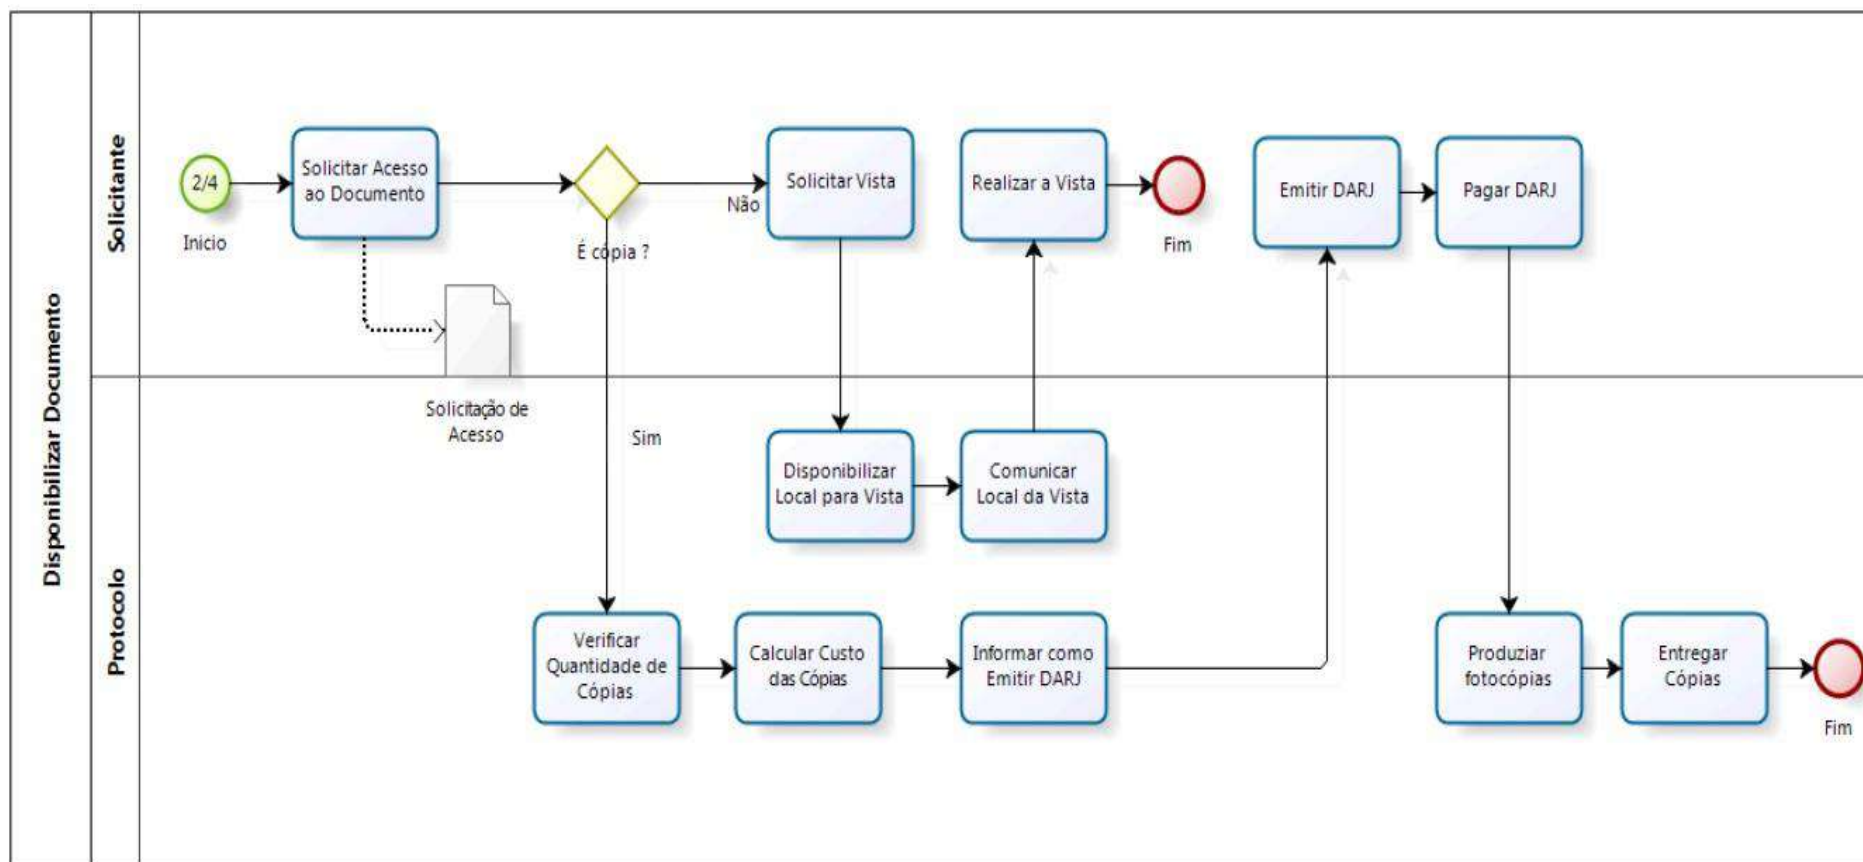 Disponibilizar Documento
Solicitante
2/4
Inicio
Solicitar Acesso
ao Documento
Solicitação de
Acesso
É cópia ?
Não
Sim
Solicitar Vista
Realizar a Vista
Fim
Emitir DARJ
Pagar DARJ
Protocolo
Disponibilizar
Local para Vista
Comunicar
Local da Vista
Verificar
Quantidade de
Cópias
Calcular Custo
das Cópias
Informar como
Emitir DARJ
Produziar
fotocópias
Entregar
Cópias
Fim